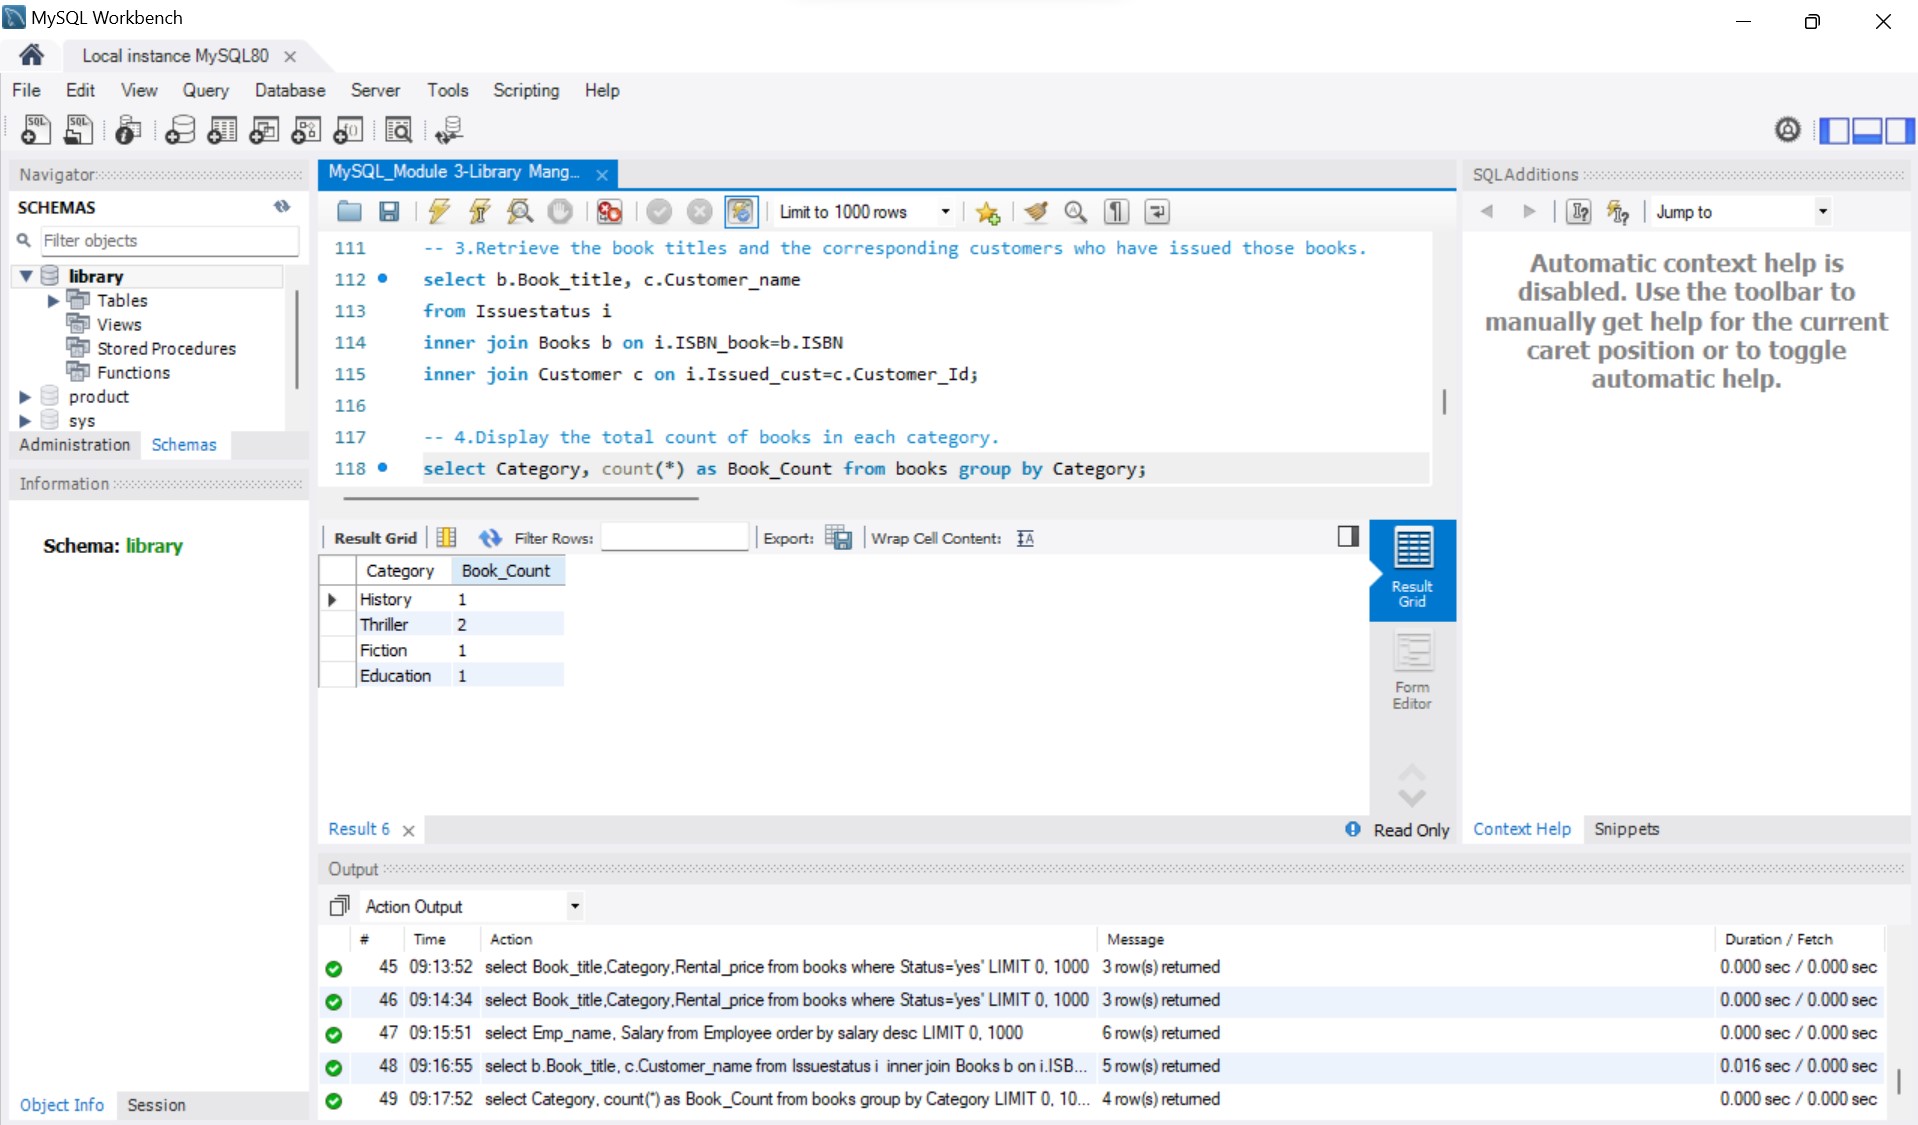 MySQL Workbench
Local instance MySQL80
File Edit View Query Database Server Tools Scripting Help
Navigator
SCHEMAS
Filter objects
library
Tables
Views
Stored Procedures
Functions
product
sys
Administration Schemas
Information
Schema: library
Object Info Session
MySQL_Module 3-Library Mang...
Limit to 1000 rows
111 -- 3.Retrieve the book titles and the corresponding customers who have issued those books.
112 select b.Book_title, c.Customer_name
113 from Issuestatus i
114 inner join Books b on i.ISBN_book=b.ISBN
115 inner join Customer c on i.Issued_cust=c.Customer_Id;
116
117 -- 4.Display the total count of books in each category.
118 select Category, count(*) as Book_Count from books group by Category;
Result Grid Filter Rows: Export: Wrap Cell Content:
Category Book_Count
History 1
Thriller 2
Fiction 1
Education 1
Result
Grid
Form
Editor
Result 6
Read Only
SQLAdditions
Jump to
Automatic context help is
disabled. Use the toolbar to
manually get help for the current
caret position or to toggle
automatic help.
Context Help Snippets
Output
Action Output
# Time Action Message Duration / Fetch
45 09:13:52 select Book_title,Category,Rental_price from books where Status='yes' LIMIT 0, 1000 3 row(s) returned 0.000 sec / 0.000 sec
46 09:14:34 select Book_title,Category,Rental_price from books where Status='yes' LIMIT 0, 1000 3 row(s) returned 0.000 sec / 0.000 sec
47 09:15:51 select Emp_name, Salary from Employee order by salary desc LIMIT 0, 1000 6 row(s) returned 0.000 sec / 0.000 sec
48 09:16:55 select b.Book_title, c.Customer_name from Issuestatus i inner join Books b on i.ISB... 5 row(s) returned 0.016 sec / 0.000 sec
49 09:17:52 select Category, count(*) as Book_Count from books group by Category LIMIT 0, 10... 4 row(s) returned 0.000 sec / 0.000 sec